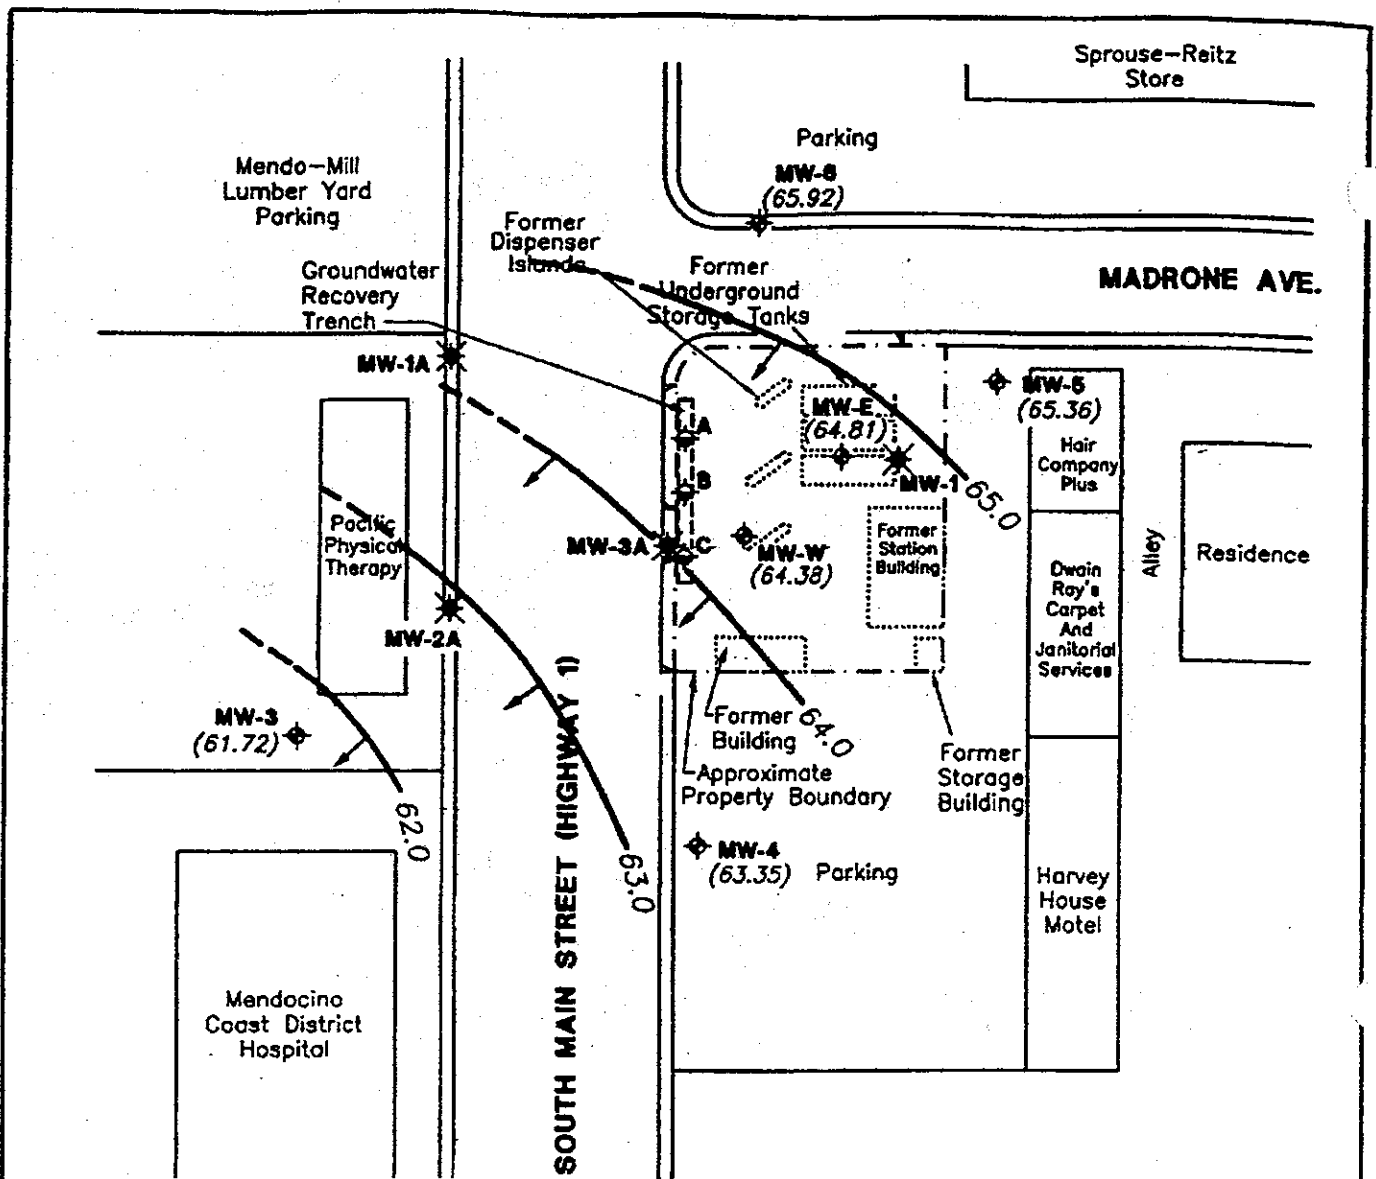 Sprouse-Reitz
Store
Parking
MW-6
(65.92)
Mendo-Mill
Lumber Yard
Parking
Former
Dispenser
Islands
Groundwater
Recovery
Trench
Former
Underground
Storage Tanks
MADRONE AVE.
MW-1A
MW-5
(65.36)
MW-E
(64.81)
A
Hair
Company
Plus
B
MW-1
65.0
Pacific
Physical
Therapy
MW-3A
C
MW-W
(64.38)
Former
Station
Building
Alley
Residence
Dwain
Ray's
Carpet
And
Janitorial
Services
MW-2A
MW-3
(61.72)
Former
Building
64.0
Approximate
Property Boundary
Former
Storage
Building
62.0
63.0
MW-4
(63.35)
Parking
Harvey
House
Motel
SOUTH MAIN STREET (HIGHWAY 1)
Mendocino
Coast District
Hospital